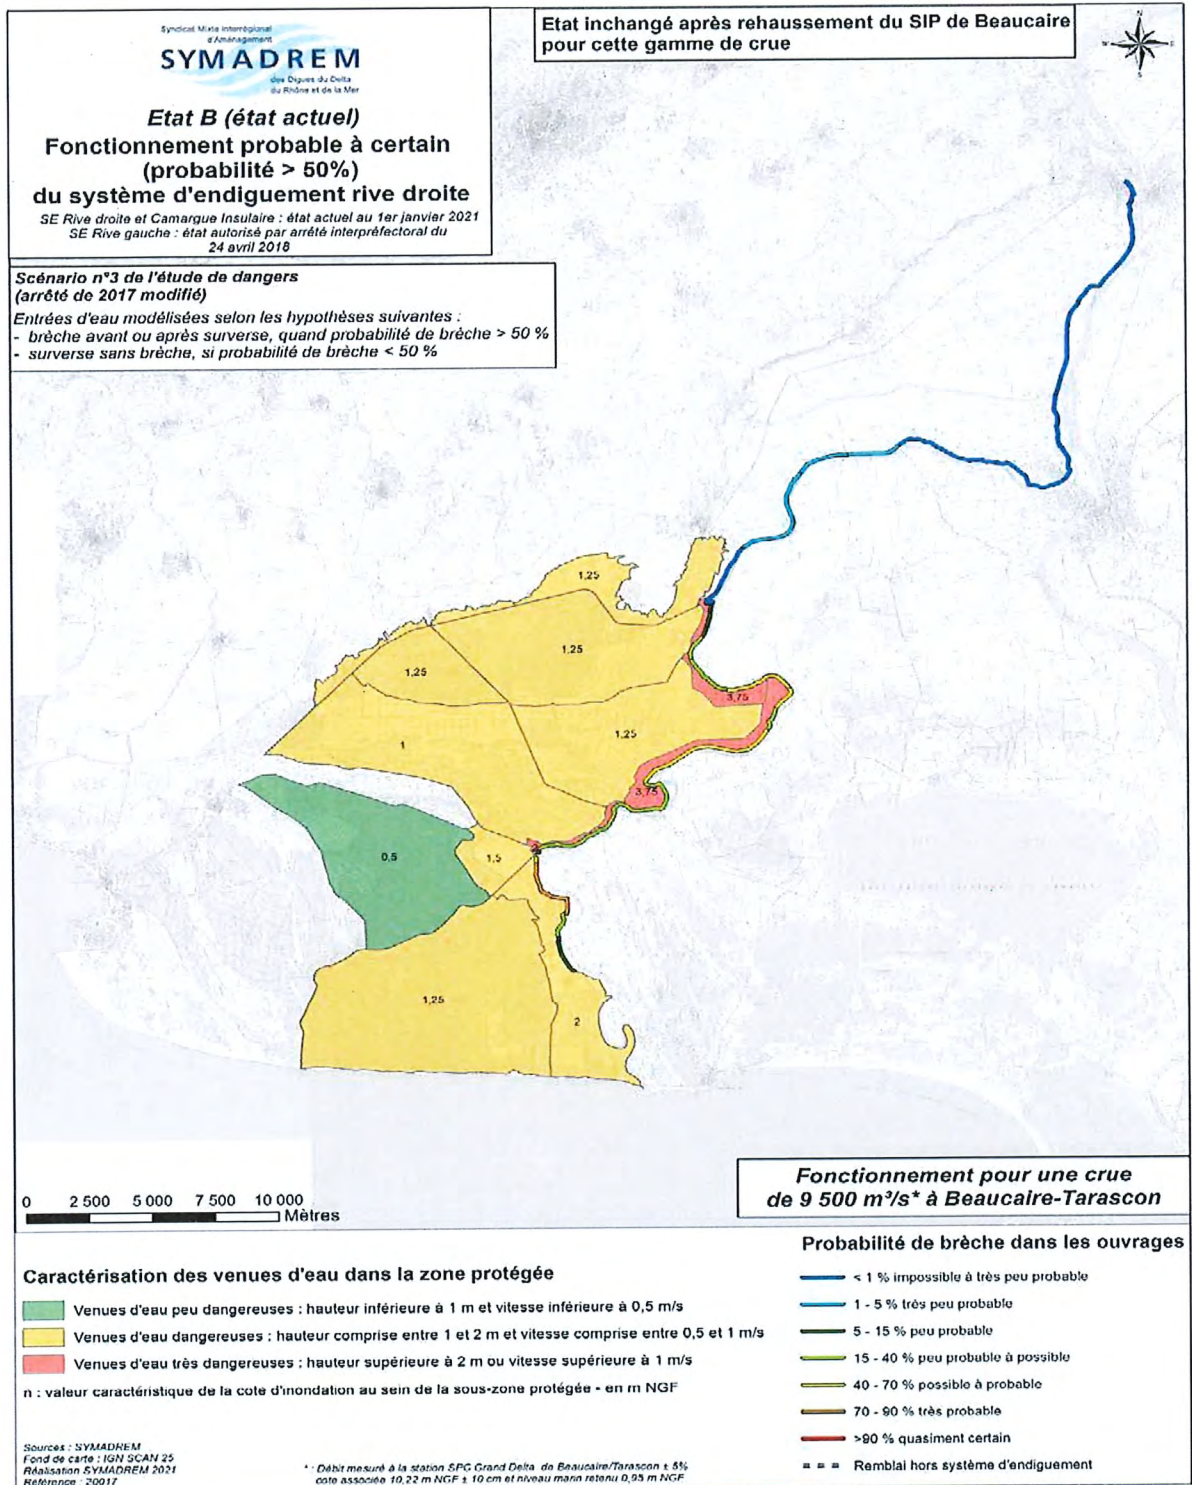 Syndicat Mixte Interrégional
d'Aménagement
SYMADREM
des Digues du Delta
du Rhône et de la Mer
Etat B (état actuel)
Fonctionnement probable à certain
(probabilité > 50%)
du système d'endiguement rive droite
SE Rive droite et Camargue Insulaire : état actuel au 1er janvier 2021
SE Rive gauche : état autorisé par arrêté interpréfectoral du
24 avril 2018
Etat inchangé après rehaussement du SIP de Beaucaire
pour cette gamme de crue
N
W
E
S
Scénario n°3 de l'étude de dangers
(arrêté de 2017 modifié)
Entrées d'eau modélisées selon les hypothèses suivantes :
- brèche avant ou après surverse, quand probabilité de brèche > 50 %
- surverse sans brèche, si probabilité de brèche < 50 %
1,25
1,25
1,25
3,75
1,25
1
3,75
0,5
1,5
1,25
2
Fonctionnement pour une crue
de 9 500 m³/s* à Beaucaire-Tarascon
0 2 500 5 000 7 500 10 000
Mètres
Caractérisation des venues d'eau dans la zone protégée
Venues d'eau peu dangereuses : hauteur inférieure à 1 m et vitesse inférieure à 0,5 m/s
Venues d'eau dangereuses : hauteur comprise entre 1 et 2 m et vitesse comprise entre 0,5 et 1 m/s
Venues d'eau très dangereuses : hauteur supérieure à 2 m ou vitesse supérieure à 1 m/s
n : valeur caractéristique de la cote d'inondation au sein de la sous-zone protégée - en m NGF
Probabilité de brèche dans les ouvrages
< 1 % impossible à très peu probable
1 - 5 % très peu probable
5 - 15 % peu probable
15 - 40 % peu probable à possible
40 - 70 % possible à probable
70 - 90 % très probable
>90 % quasiment certain
Remblai hors système d'endiguement
Sources : SYMADREM
Fond de carte : IGN SCAN 25
Réalisation SYMADREM 2021
Référence : 20017
* : Débit mesuré à la station SPC Grand Delta de Beaucaire/Tarascon ± 5%
cote associée 10,22 m NGF ± 10 cm et niveau marin retenu 0,95 m NGF